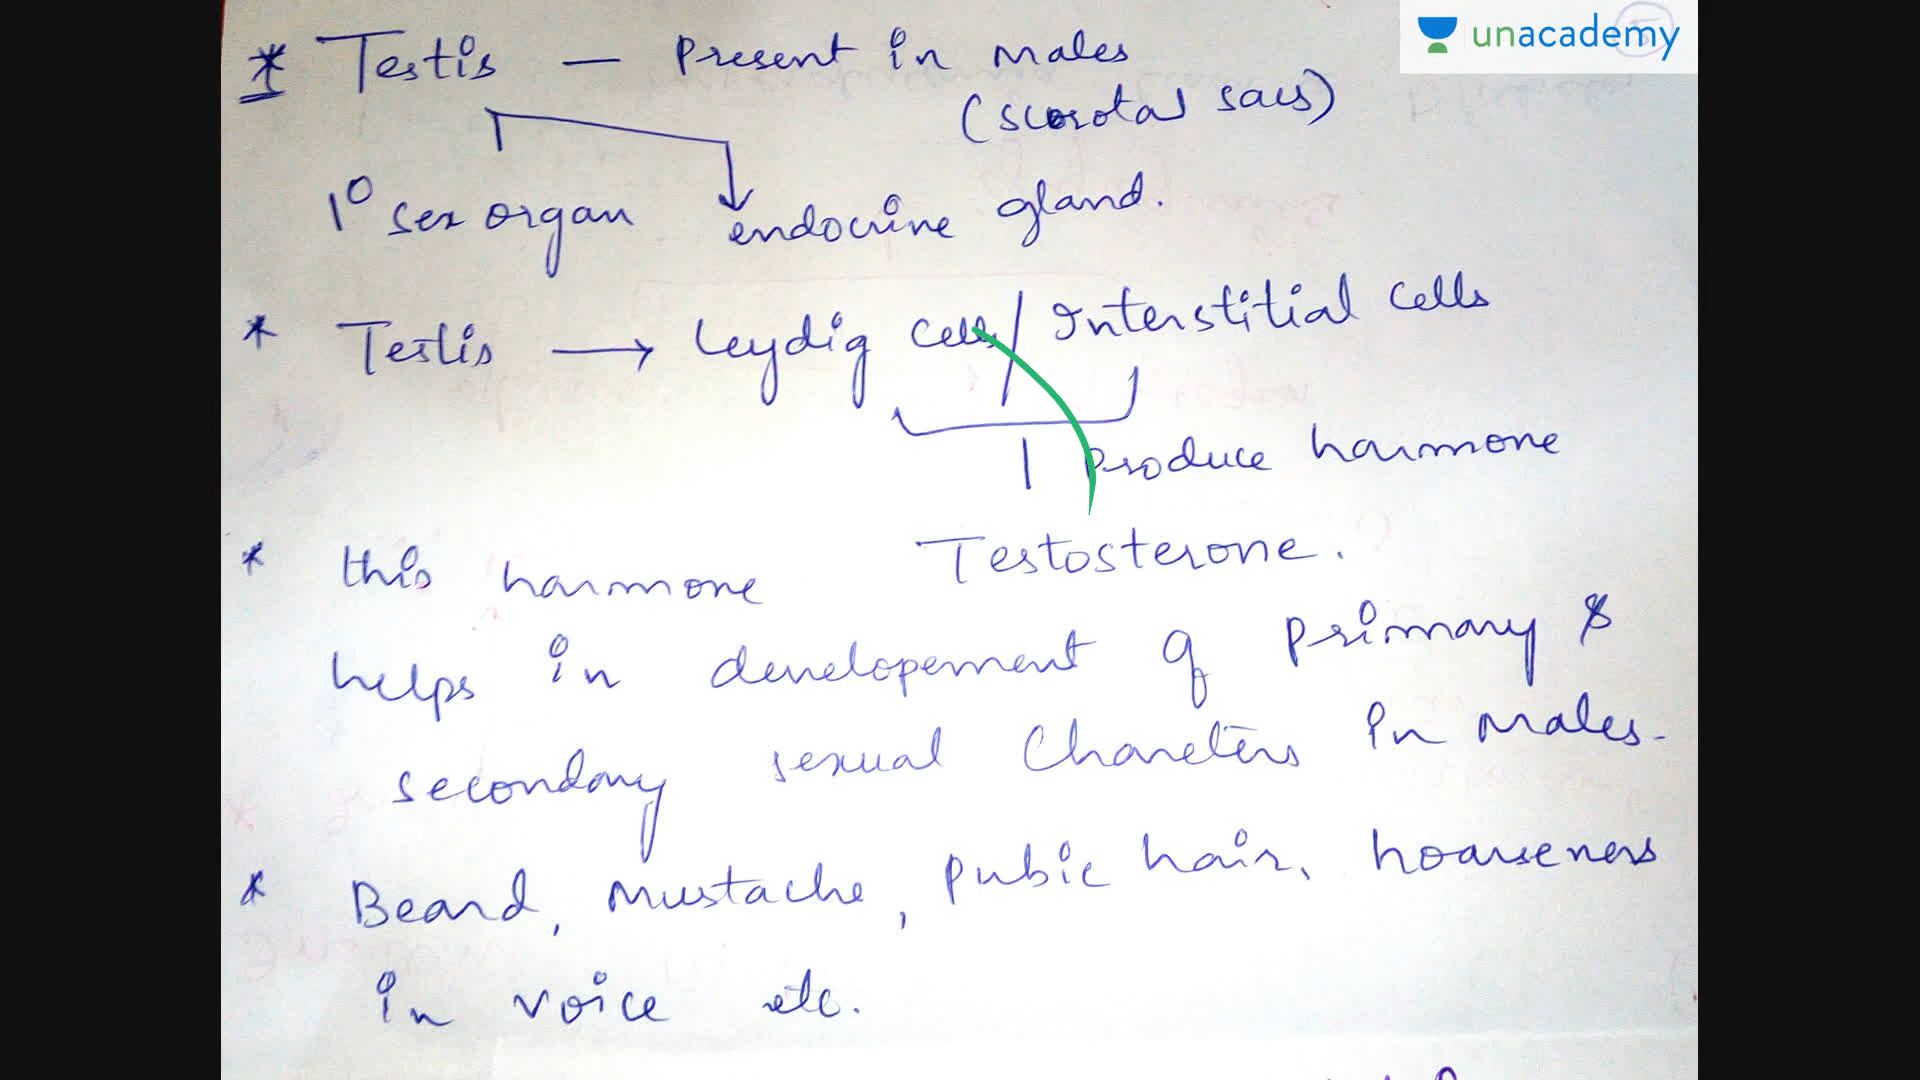 unacademy
* Testis — Present in males
(scorotal sacs)
1° sex organ endocrine gland.
* Testis → Leydig cells / Interstitial cells
Produce harmone
Testosterone.
* this harmone
helps in developement of primary &
secondary sexual Characters in males.
* Beard, Mustache, pubic hair, hoarseness
in voice etc.